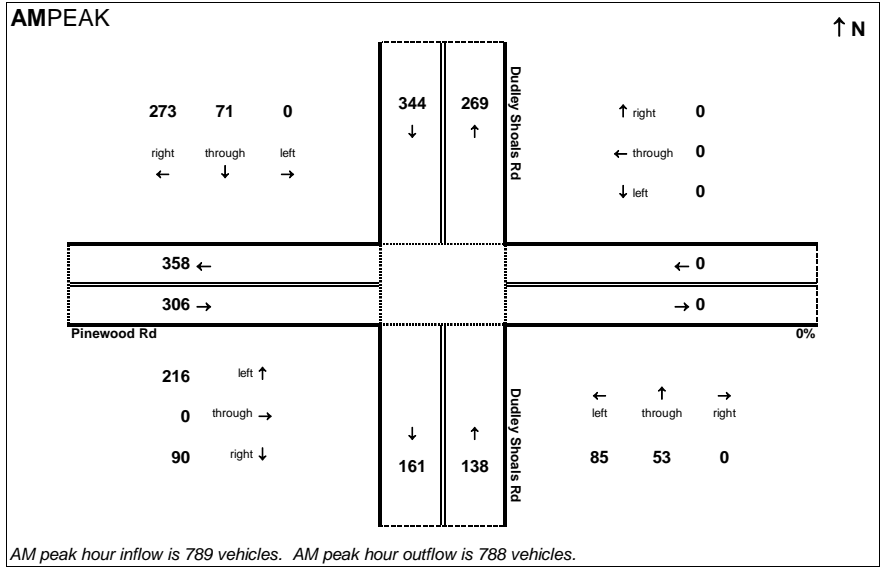 AMPEAK
↑ N
273 71 0
right through left
← ↓ →
344 269
↓ ↑
Dudley Shoals Rd
↑ right 0
← through 0
↓ left 0
358 ←
306 →
← 0
→ 0
Pinewood Rd
0%
216 left ↑
0 through →
90 right ↓
↓ ↑
161 138
Dudley Shoals Rd
← ↑ →
left through right
85 53 0
AM peak hour inflow is 789 vehicles. AM peak hour outflow is 788 vehicles.